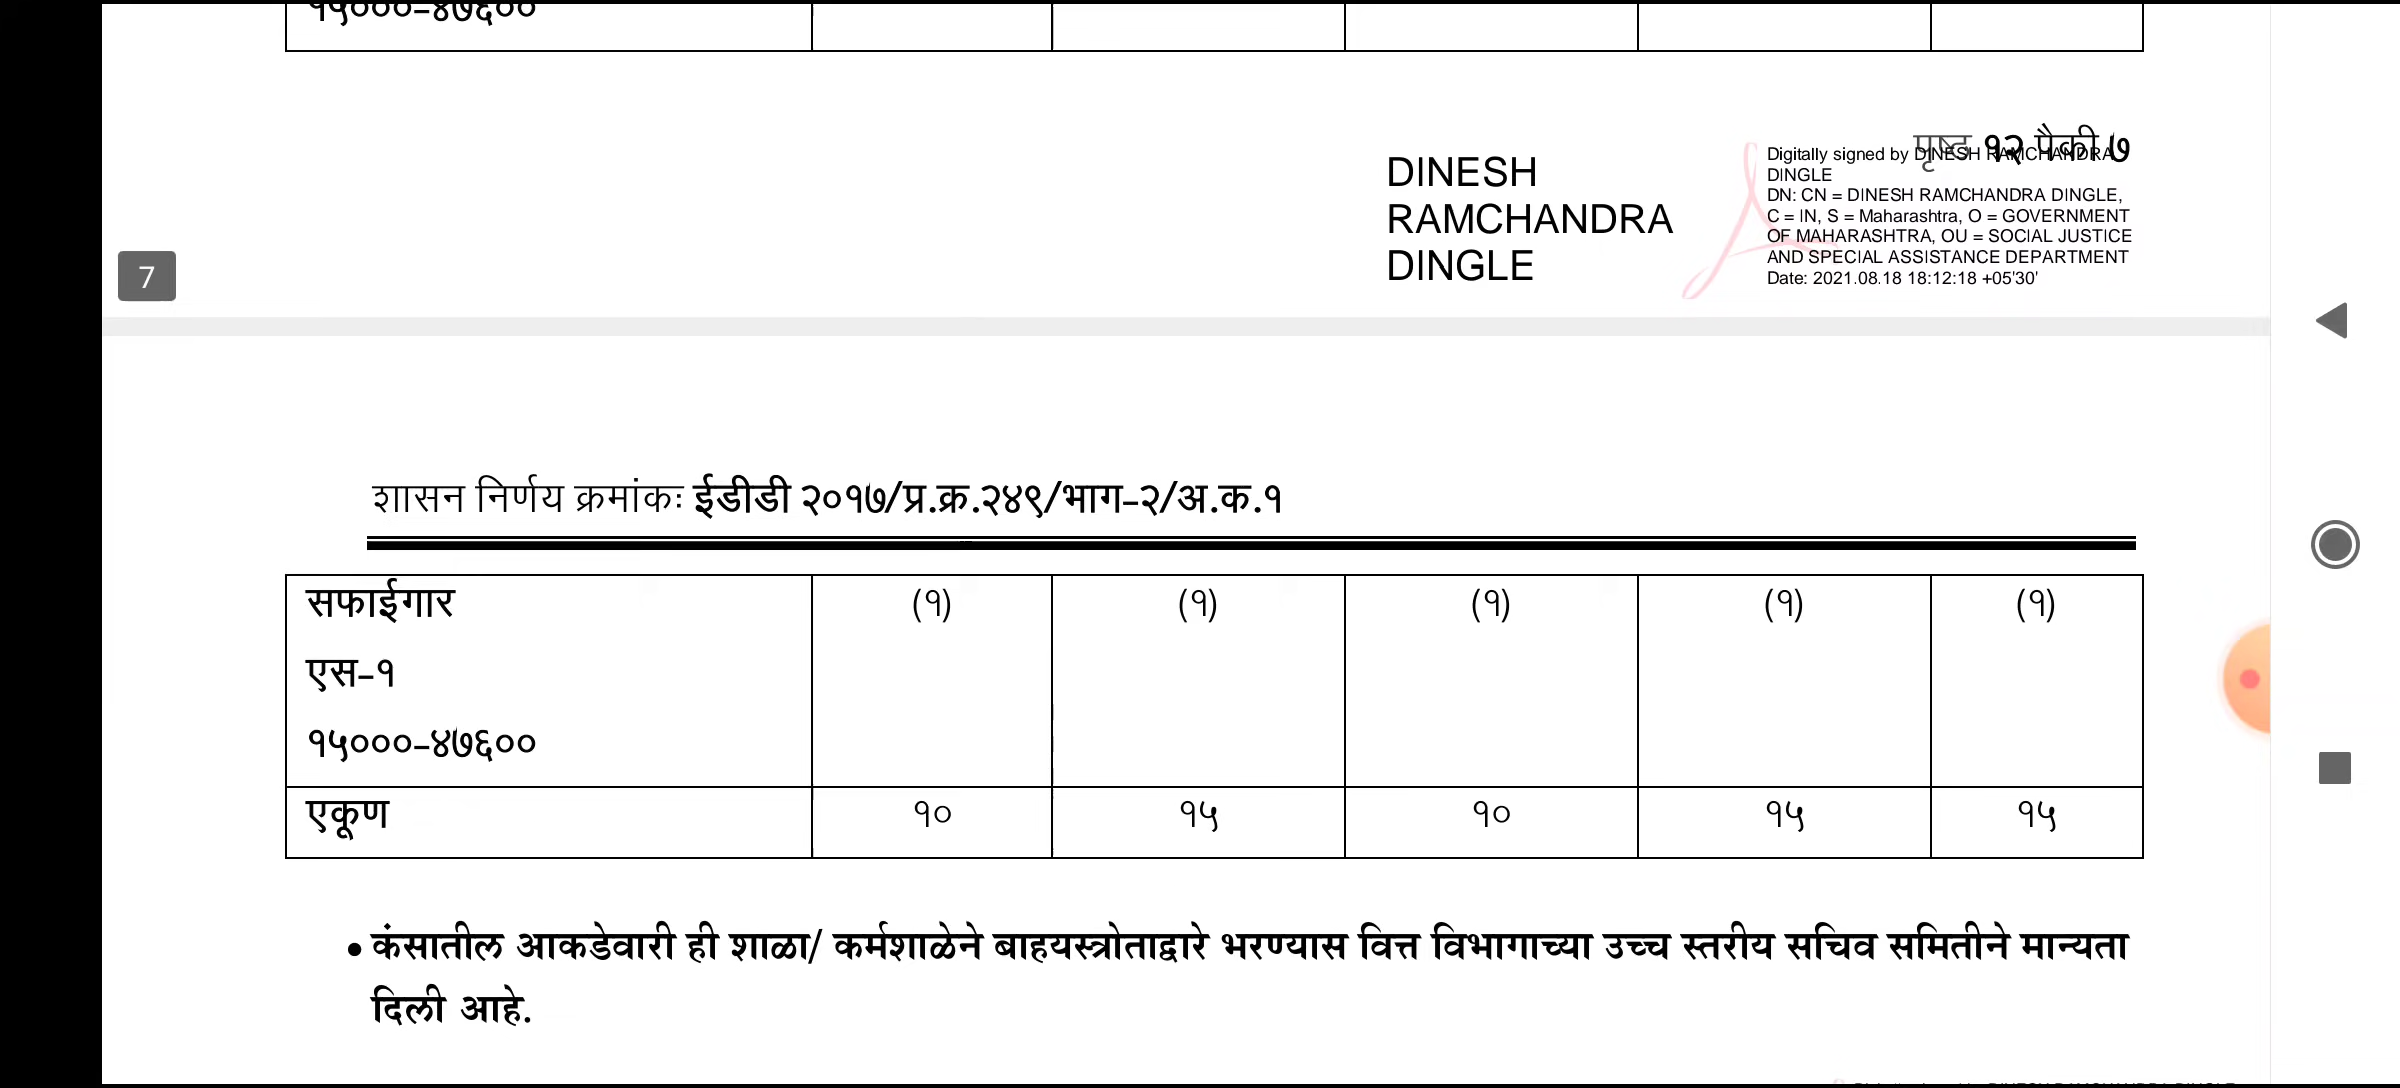 १५०००-४७६००
पृष्ठ १२ पैकी ७
DINESH
RAMCHANDRA
DINGLE
Digitally signed by DINESH RAMCHANDRA
DINGLE
DN: CN = DINESH RAMCHANDRA DINGLE,
C = IN, S = Maharashtra, O = GOVERNMENT
OF MAHARASHTRA, OU = SOCIAL JUSTICE
AND SPECIAL ASSISTANCE DEPARTMENT
Date: 2021.08.18 18:12:18 +05'30'
7
शासन निर्णय क्रमांकः ईडीडी २०१७/प्र.क्र.२४९/भाग-२/अ.क.१
सफाईगार (१) (१) (१) (१) (१)
एस-१
१५०००-४७६००
एकूण १० १५ १० १५ १५
• कंसातील आकडेवारी ही शाळा/ कर्मशाळेने बाहयस्त्रोताद्वारे भरण्यास वित्त विभागाच्या उच्च स्तरीय सचिव समितीने मान्यता
दिली आहे.